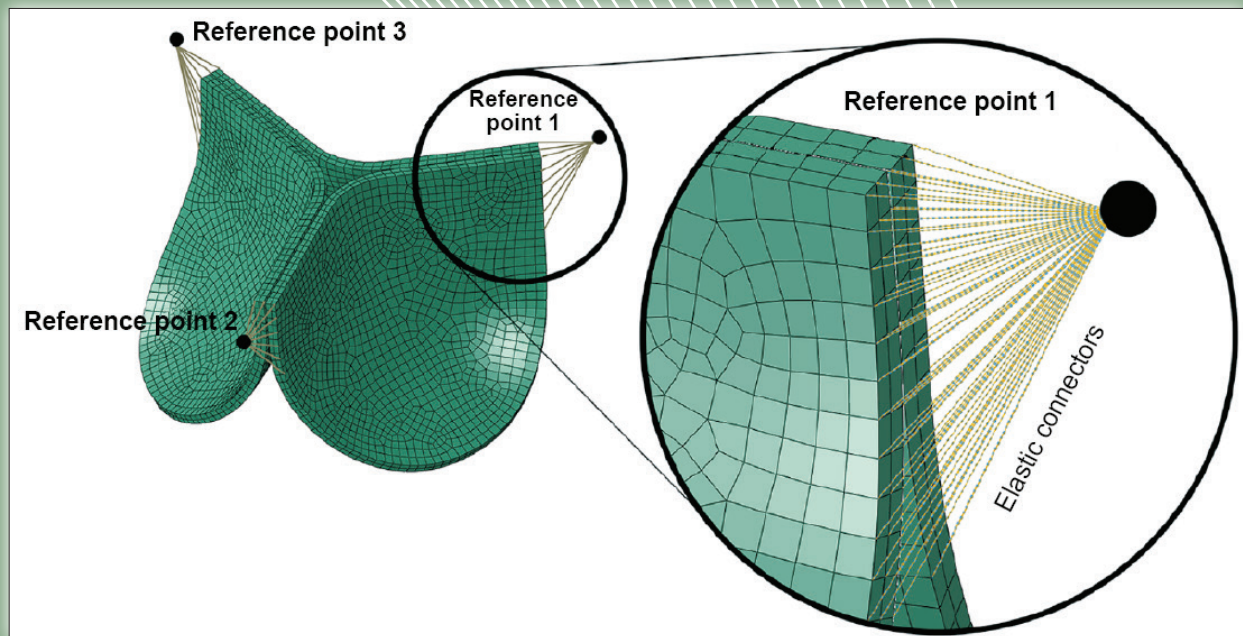 Reference point 3
Reference
point 1
Reference point 2
Reference point 1
Elastic connectors